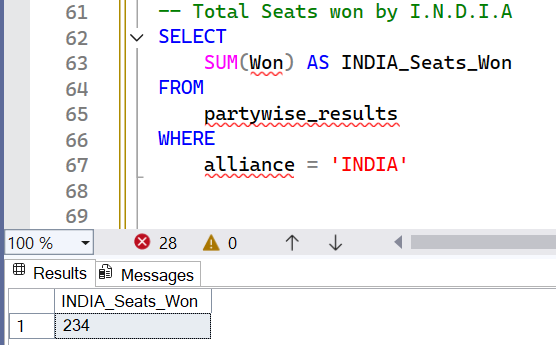 61 -- Total Seats won by I.N.D.I.A
62 SELECT
63 SUM(Won) AS INDIA_Seats_Won
64 FROM
65 partywise_results
66 WHERE
67 alliance = 'INDIA'
68
69
100 % 28 0
Results Messages
INDIA_Seats_Won
1 234